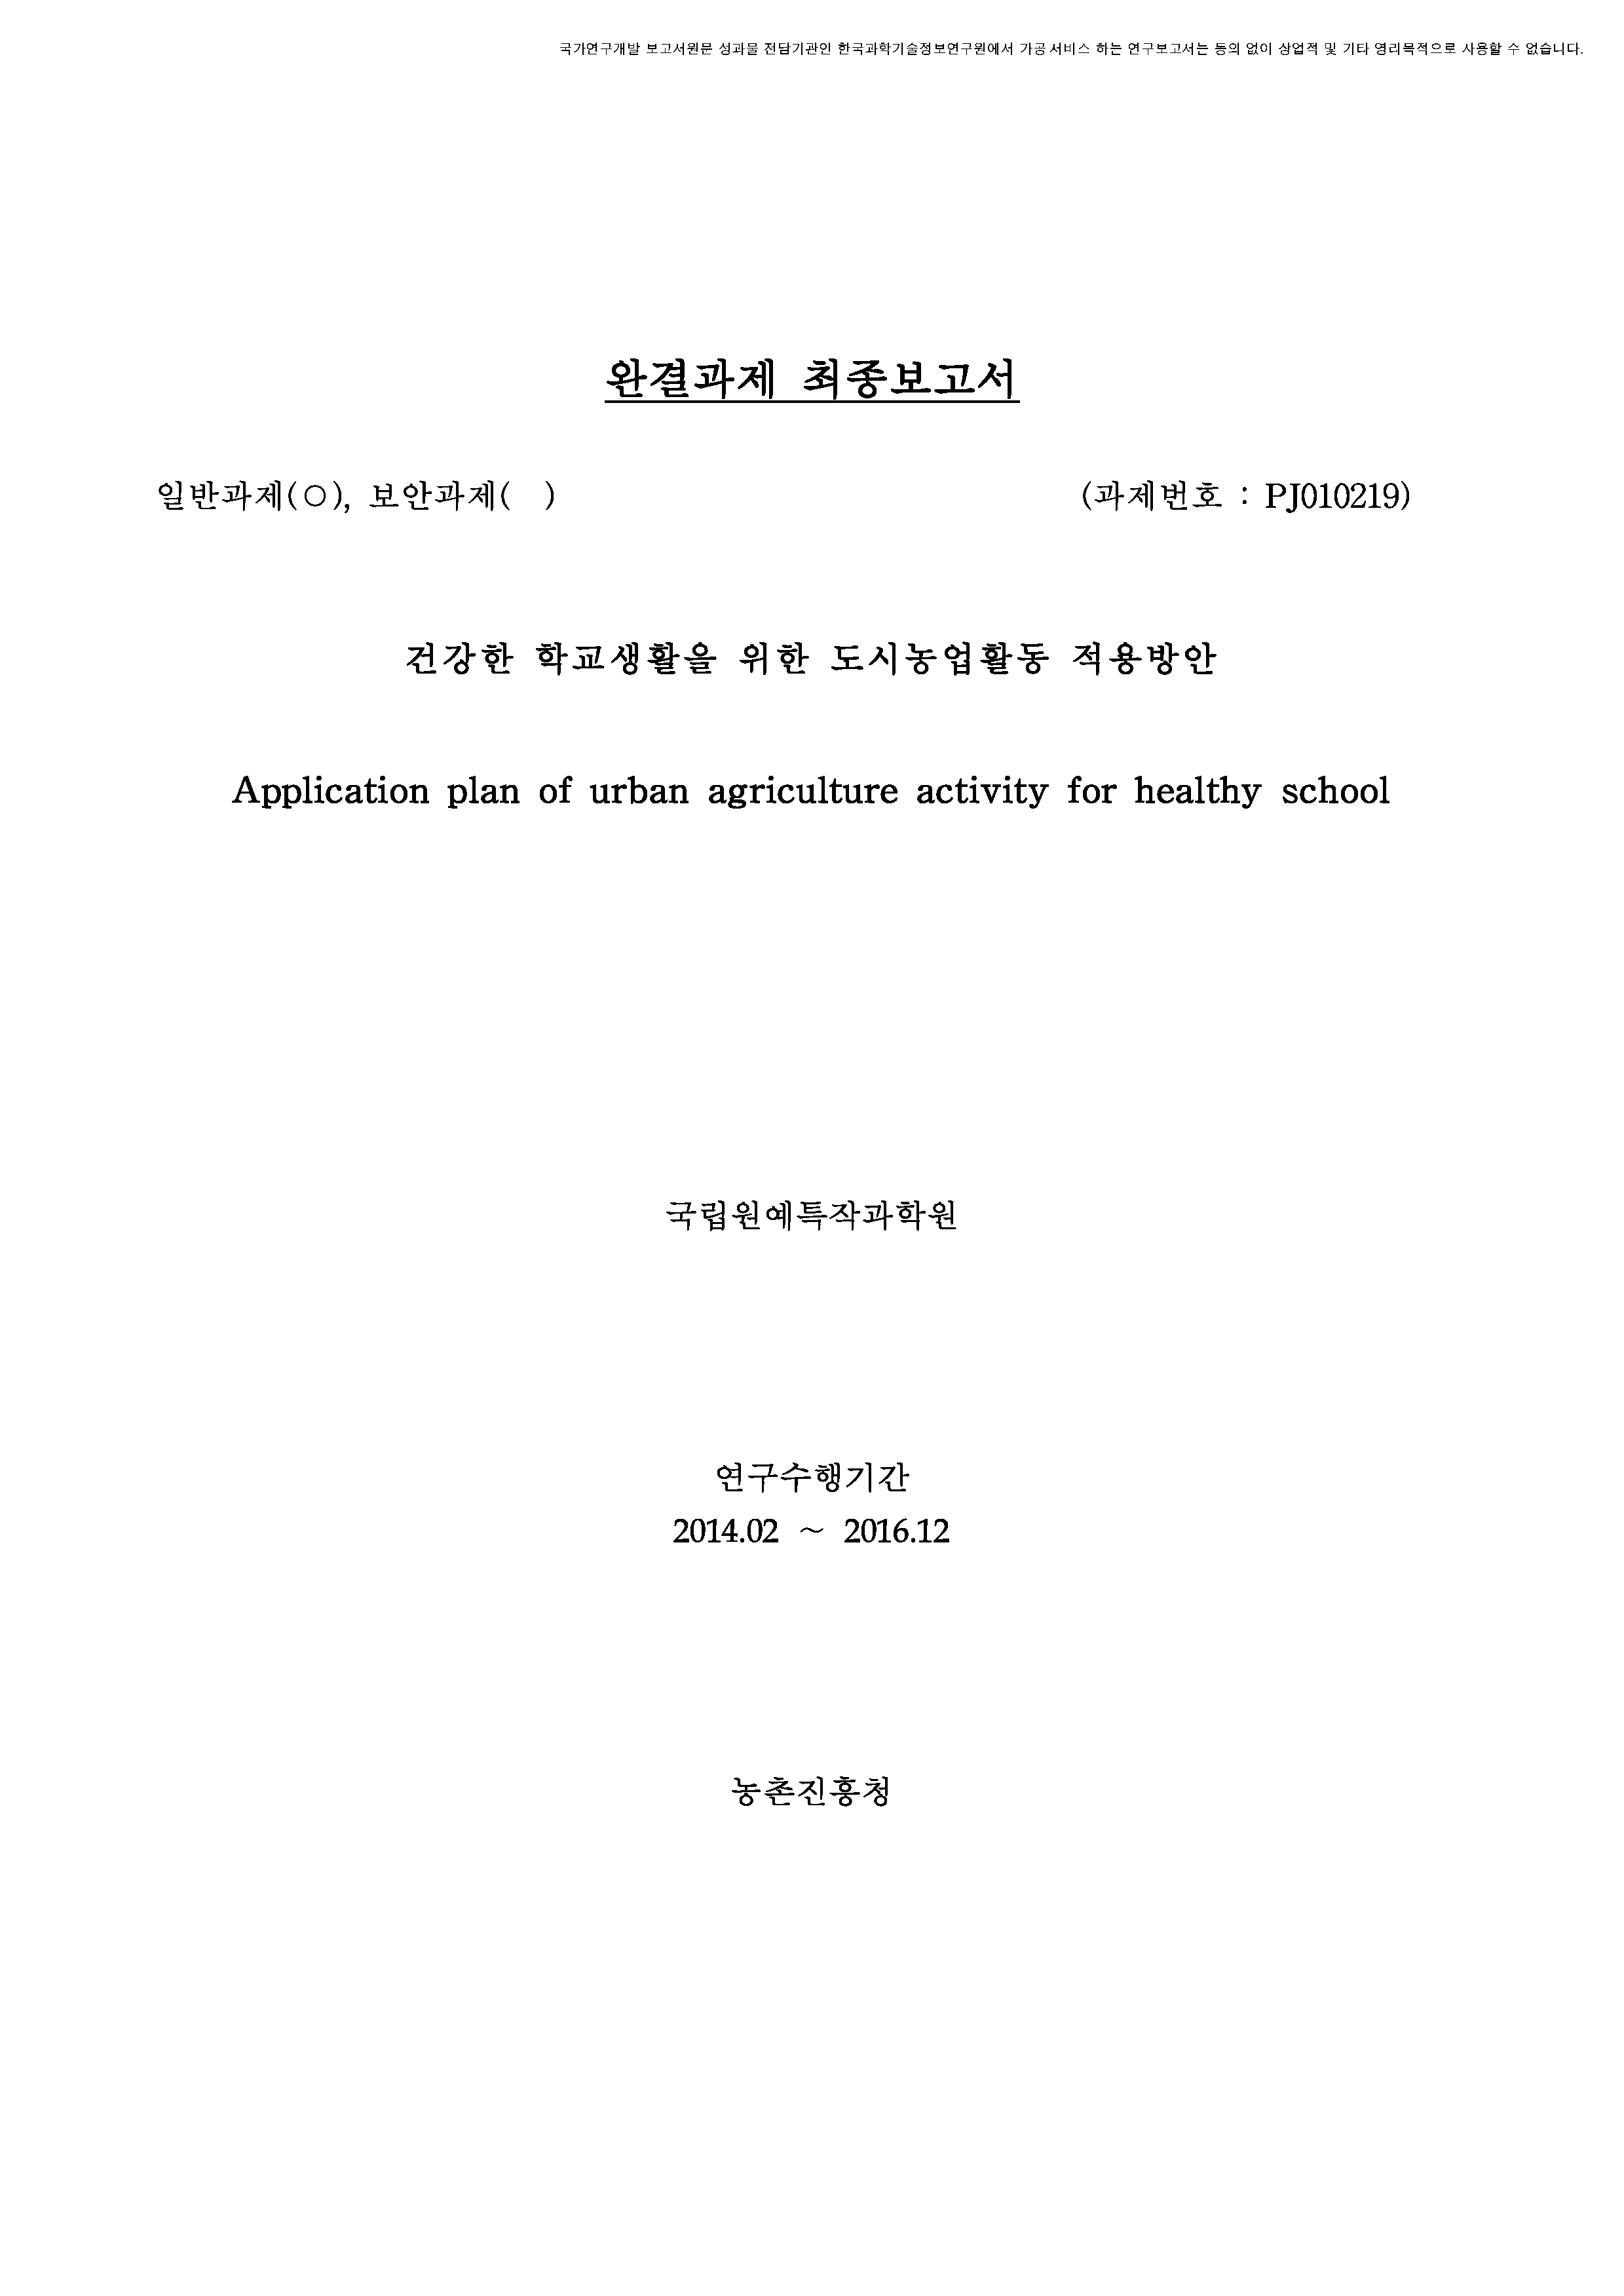 국가연구개발 보고서원문 성과물 전담기관인 한국과학기술정보연구원에서 가공 서비스 하는 연구보고서는 동의 없이 상업적 및 기타 영리목적으로 사용할 수 없습니다.
완결과제 최종보고서
일반과제(○), 보안과제( ) (과제번호 : PJ010219)
건강한 학교생활을 위한 도시농업활동 적용방안
Application plan of urban agriculture activity for healthy school
국립원예특작과학원
연구수행기간
2014.02 ~ 2016.12
농촌진흥청